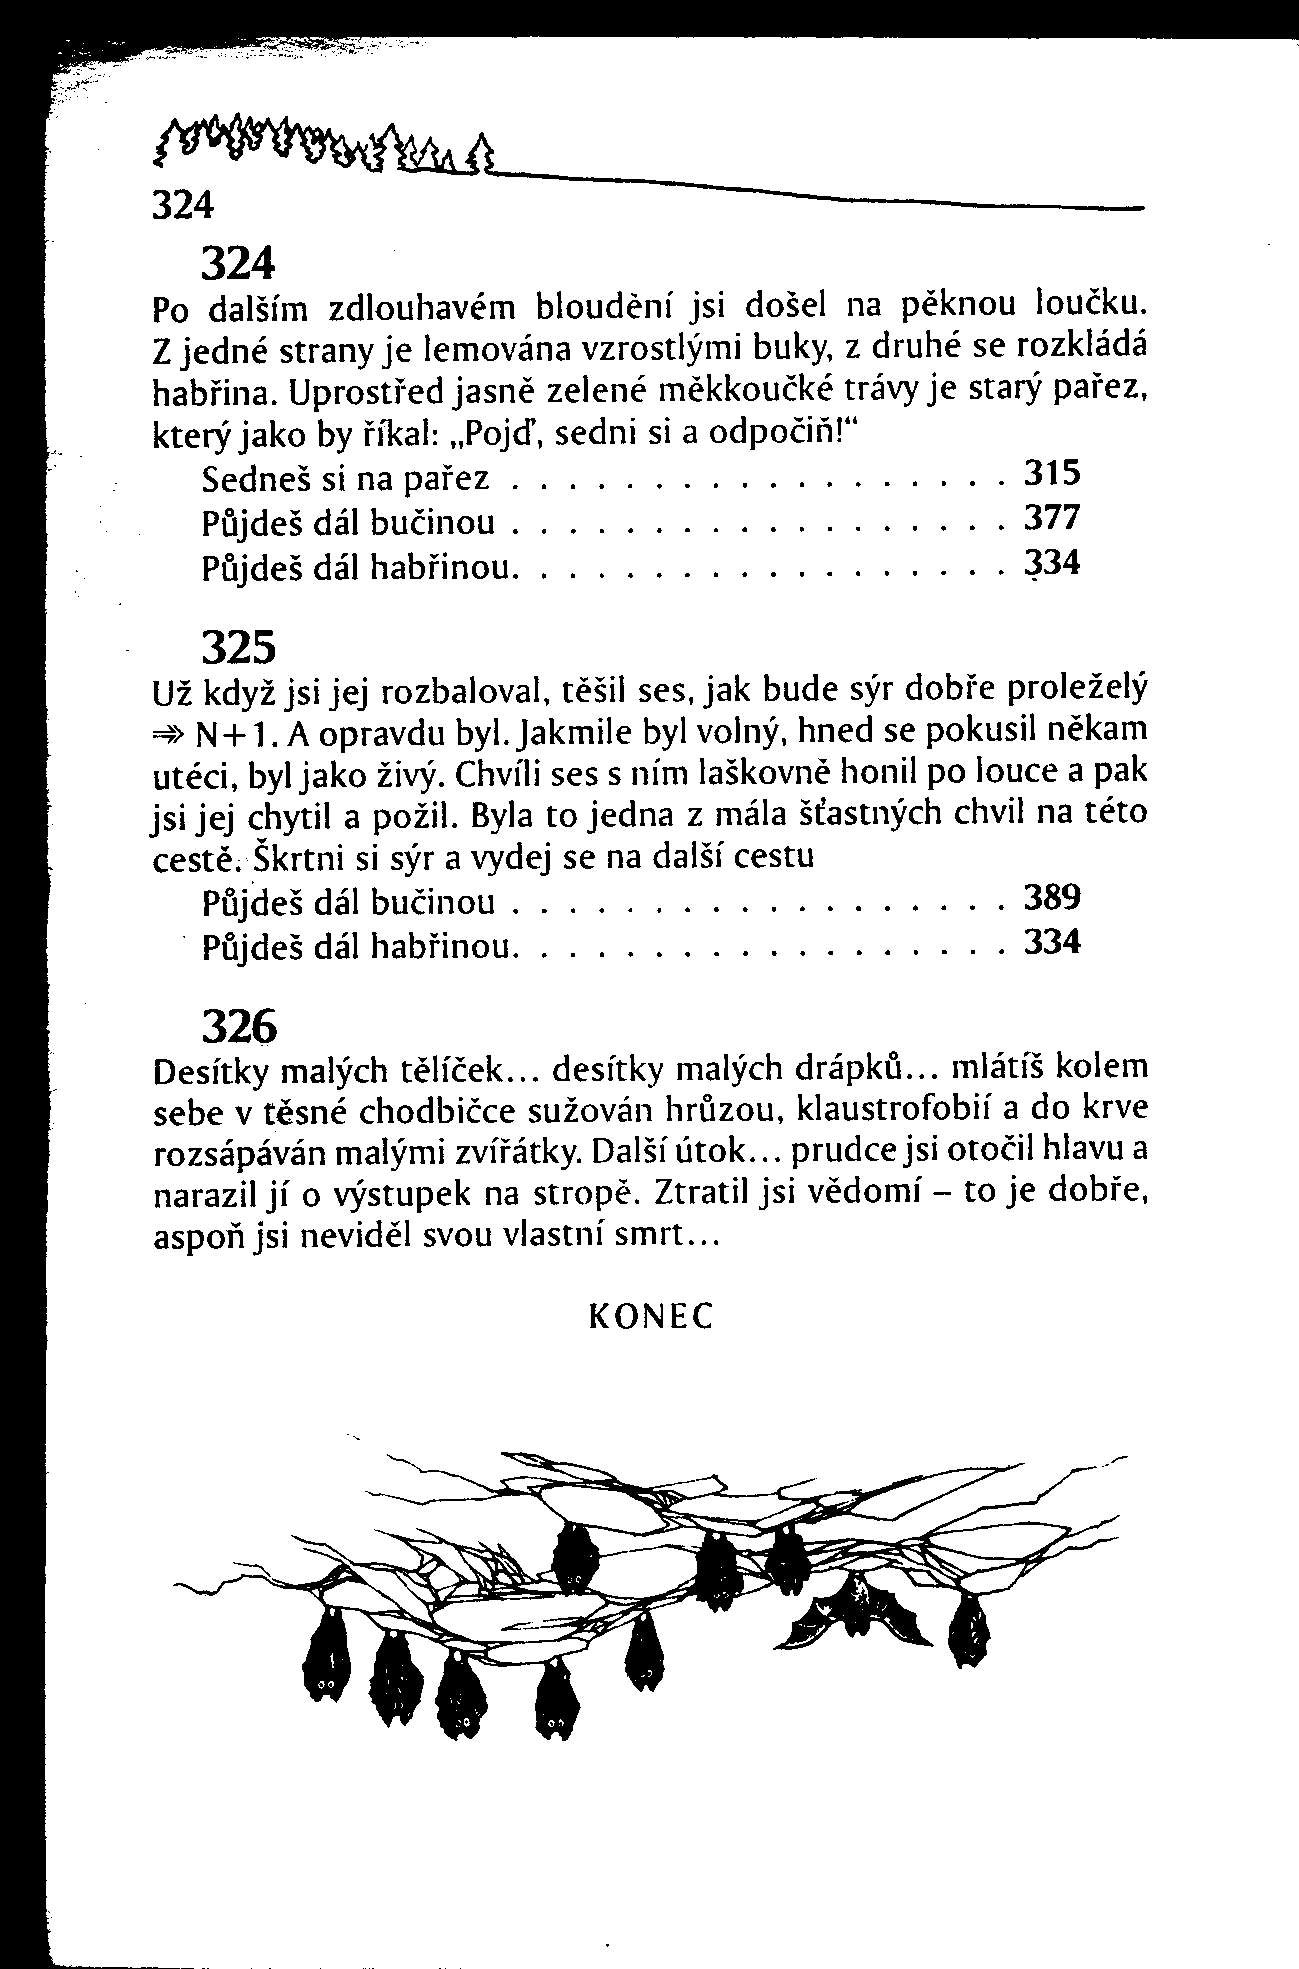 324
324
Po dalším zdlouhavém bloudění jsi došel na pěknou loučku.
Z jedné strany je lemována vzrostlými buky, z druhé se rozkládá
habřina. Uprostřed jasně zelené měkkoučké trávy je starý pařez,
který jako by říkal: „Pojď, sedni si a odpočiň!“
Sedneš si na pařez . . . . . . . . . . . . . . . . . . 315
Půjdeš dál bučinou . . . . . . . . . . . . . . . . . . 377
Půjdeš dál habřinou. . . . . . . . . . . . . . . . . . 334
325
Už když jsi jej rozbaloval, těšil ses, jak bude sýr dobře proleželý
⇒ N+1. A opravdu byl. Jakmile byl volný, hned se pokusil někam
utéci, byl jako živý. Chvíli ses s ním laškovně honil po louce a pak
jsi jej chytil a požil. Byla to jedna z mála šťastných chvil na této
cestě. Škrtni si sýr a vydej se na další cestu
Půjdeš dál bučinou . . . . . . . . . . . . . . . . . . 389
Půjdeš dál habřinou. . . . . . . . . . . . . . . . . . 334
326
Desítky malých tělíček... desítky malých drápků... mlátíš kolem
sebe v těsné chodbičce sužován hrůzou, klaustrofobií a do krve
rozsápáván malými zvířátky. Další útok... prudce jsi otočil hlavu a
narazil jí o výstupek na stropě. Ztratil jsi vědomí – to je dobře,
aspoň jsi neviděl svou vlastní smrt...
KONEC